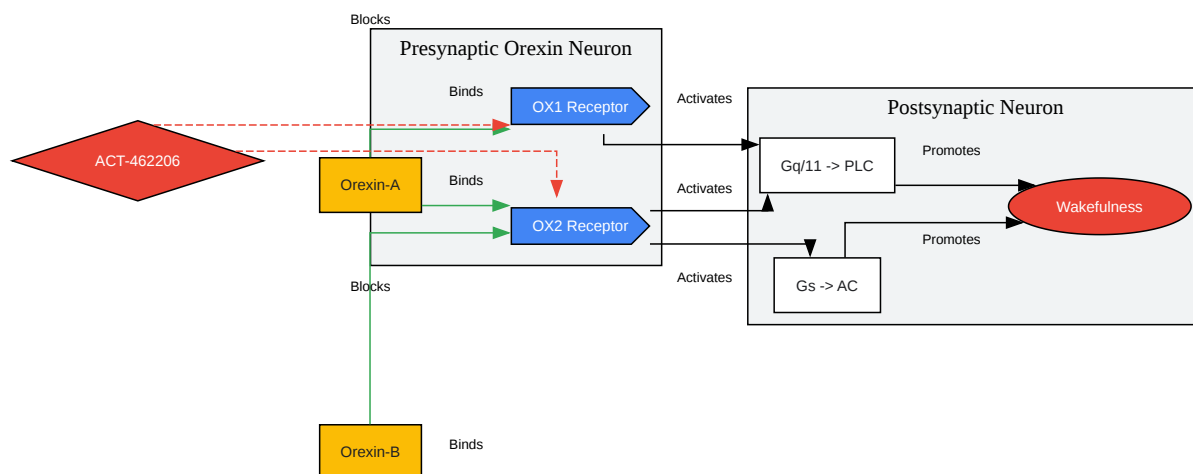 Blocks
Presynaptic Orexin Neuron
Binds
OX1 Receptor
Activates
Postsynaptic Neuron
ACT-462206
Gq/11 -> PLC
Promotes
Orexin-A
Binds
Activates
OX2 Receptor
Wakefulness
Promotes
Activates
Blocks
Gs -> AC
Orexin-B
Binds